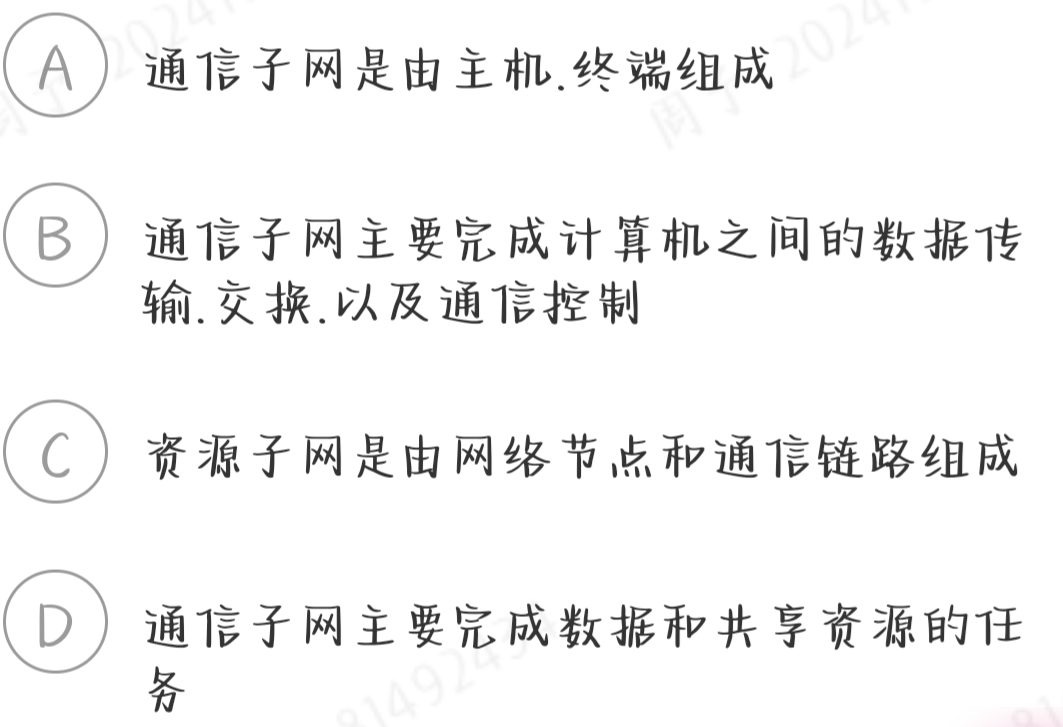 A 通信子网是由主机.终端组成
B 通信子网主要完成计算机之间的数据传
输.交换.以及通信控制
C 资源子网是由网络节点和通信链路组成
D 通信子网主要完成数据和共享资源的任
务